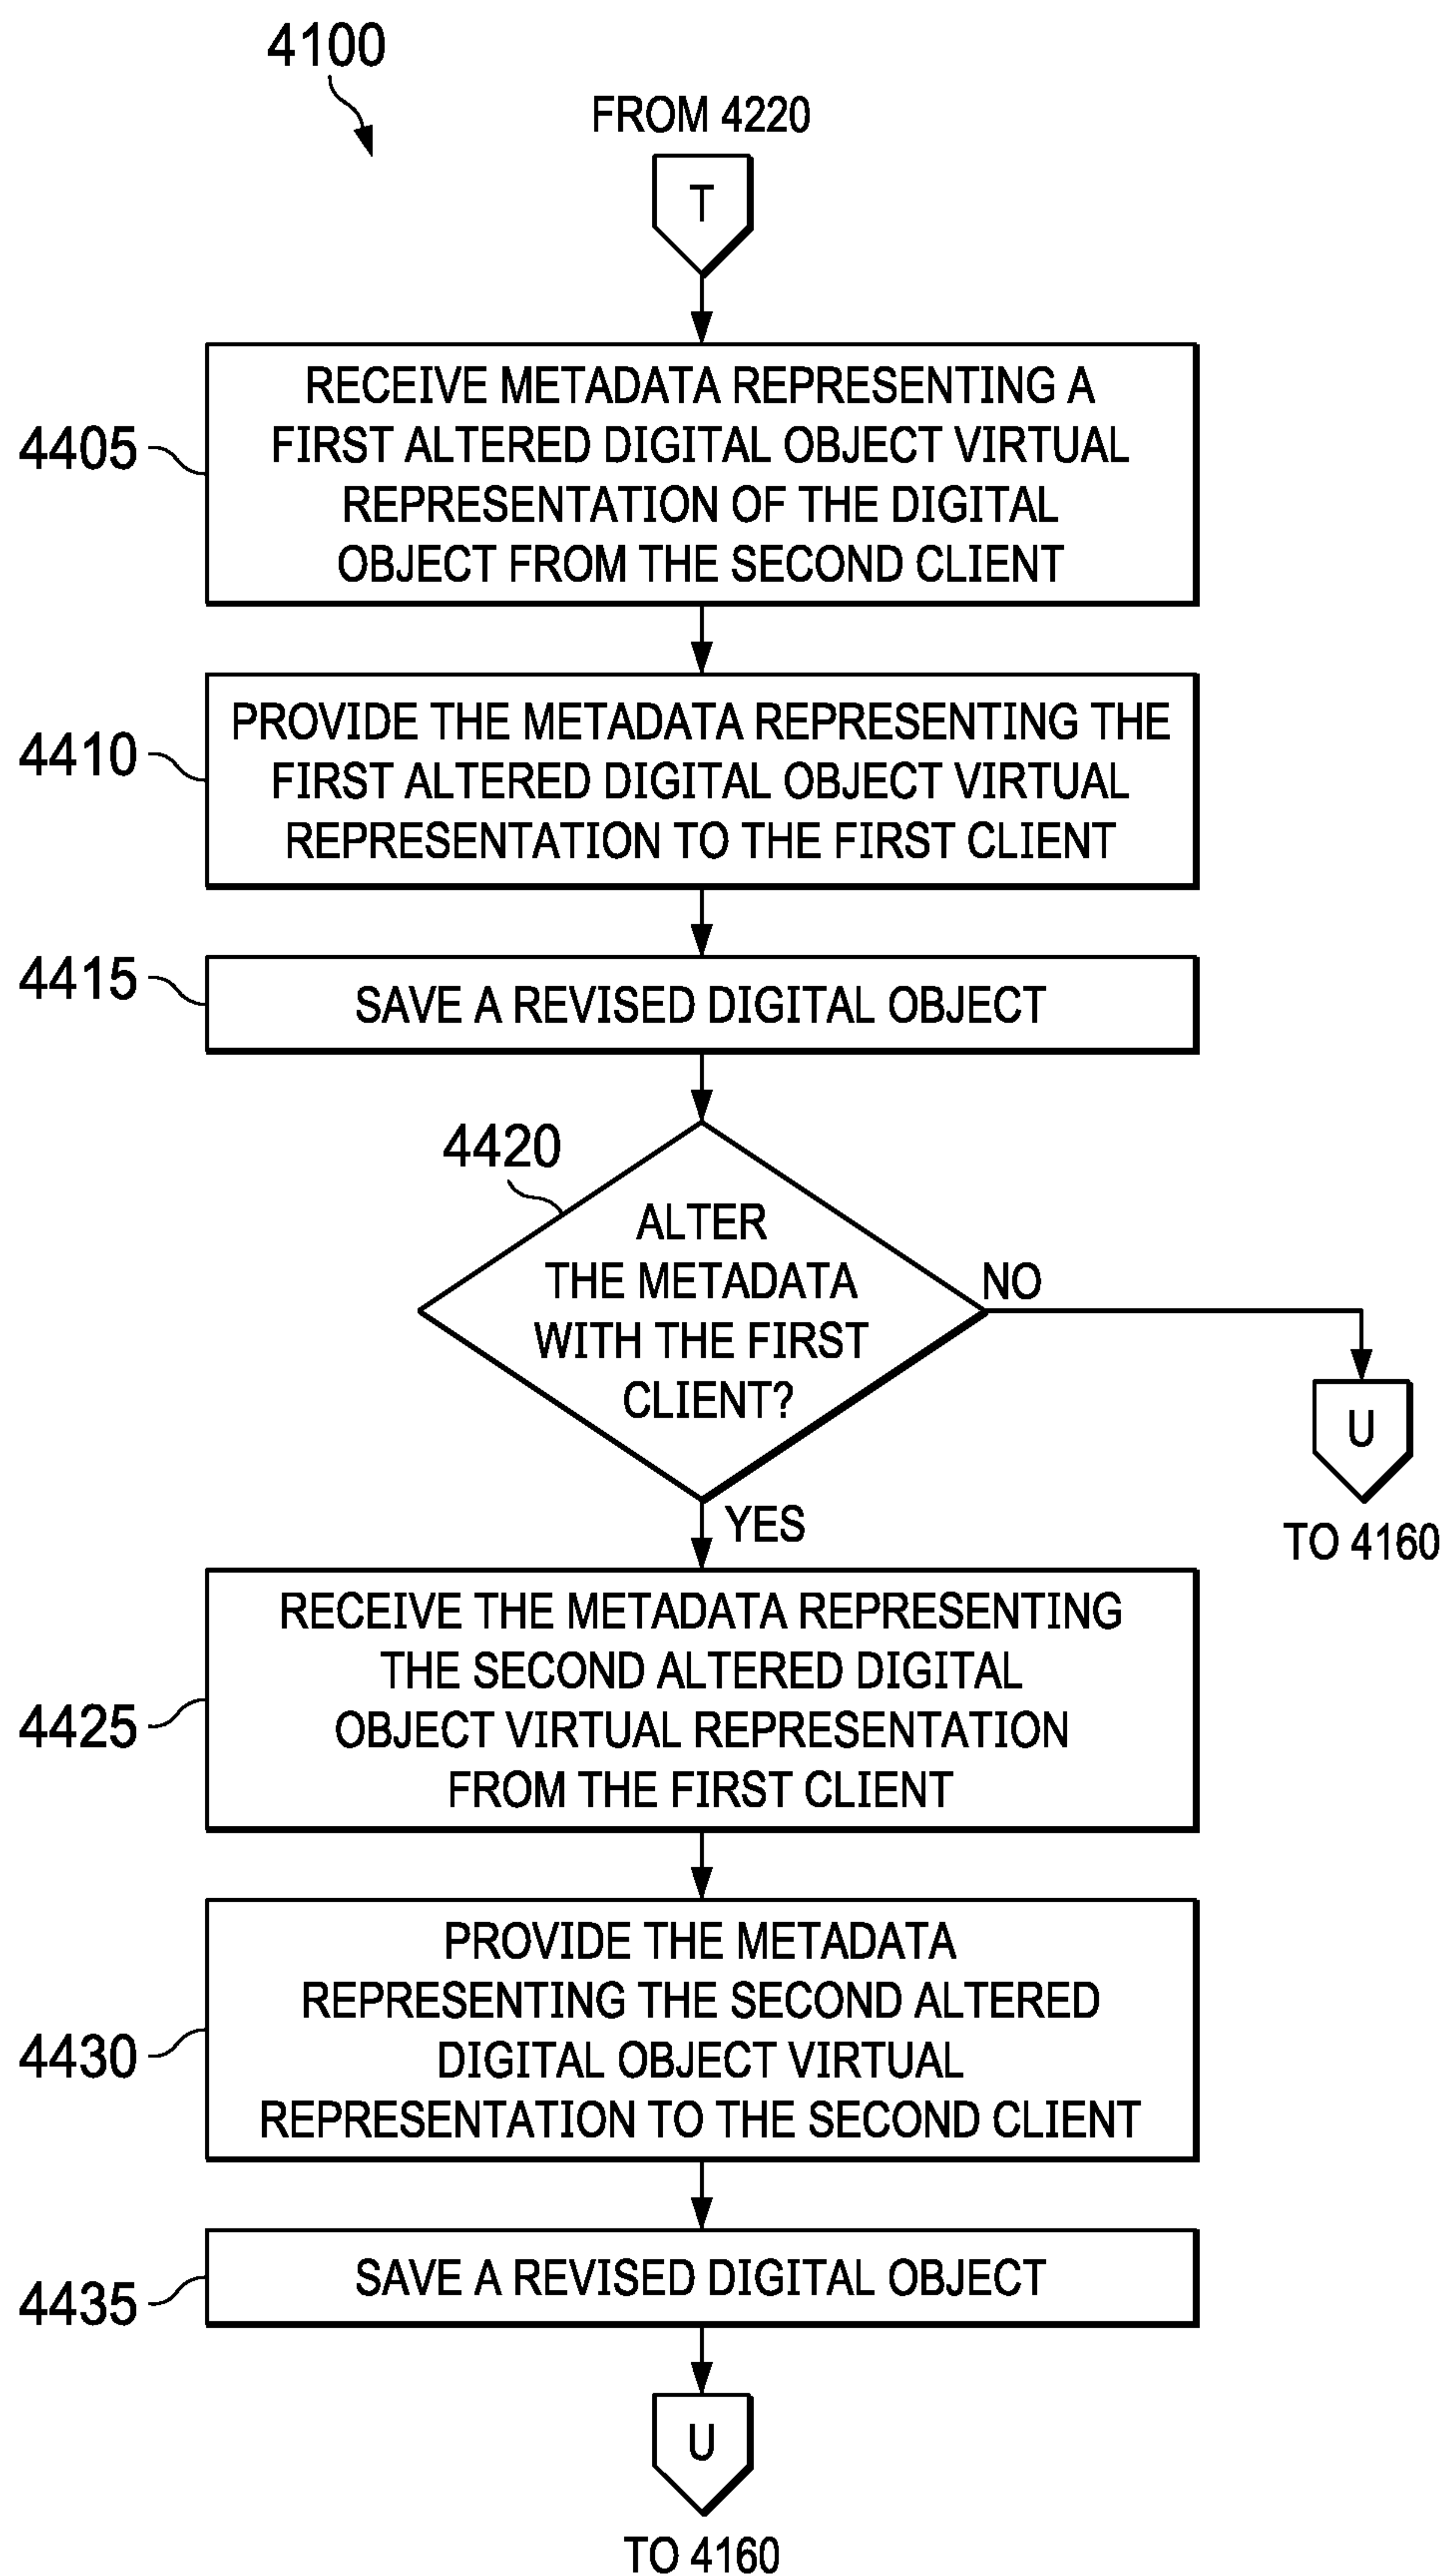 4100
FROM 4220
T
4405
RECEIVE METADATA REPRESENTING A
FIRST ALTERED DIGITAL OBJECT VIRTUAL
REPRESENTATION OF THE DIGITAL
OBJECT FROM THE SECOND CLIENT
4410
PROVIDE THE METADATA REPRESENTING THE
FIRST ALTERED DIGITAL OBJECT VIRTUAL
REPRESENTATION TO THE FIRST CLIENT
4415
SAVE A REVISED DIGITAL OBJECT
4420
ALTER
THE METADATA
WITH THE FIRST
CLIENT?
NO
U
TO 4160
YES
4425
RECEIVE THE METADATA REPRESENTING
THE SECOND ALTERED DIGITAL
OBJECT VIRTUAL REPRESENTATION
FROM THE FIRST CLIENT
4430
PROVIDE THE METADATA
REPRESENTING THE SECOND ALTERED
DIGITAL OBJECT VIRTUAL
REPRESENTATION TO THE SECOND CLIENT
4435
SAVE A REVISED DIGITAL OBJECT
U
TO 4160